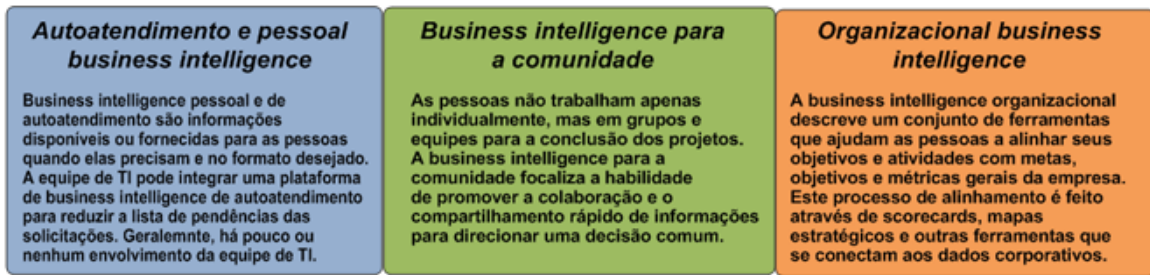 Autoatendimento e pessoal
business intelligence
Business intelligence pessoal e de
autoatendimento são informações
disponíveis ou fornecidas para as pessoas
quando elas precisam e no formato desejado.
A equipe de TI pode integrar uma plataforma
de business intelligence de autoatendimento
para reduzir a lista de pendências das
solicitações. Geralemnte, há pouco ou
nenhum envolvimento da equipe de TI.
Business intelligence para
a comunidade
As pessoas não trabalham apenas
individualmente, mas em grupos e
equipes para a conclusão dos projetos.
A business intelligence para a
comunidade focaliza a habilidade
de promover a colaboração e o
compartilhamento rápido de informações
para direcionar uma decisão comum.
Organizacional business
intelligence
A business intelligence organizacional
descreve um conjunto de ferramentas
que ajudam as pessoas a alinhar seus
objetivos e atividades com metas,
objetivos e métricas gerais da empresa.
Este processo de alinhamento é feito
através de scorecards, mapas
estratégicos e outras ferramentas que
se conectam aos dados corporativos.